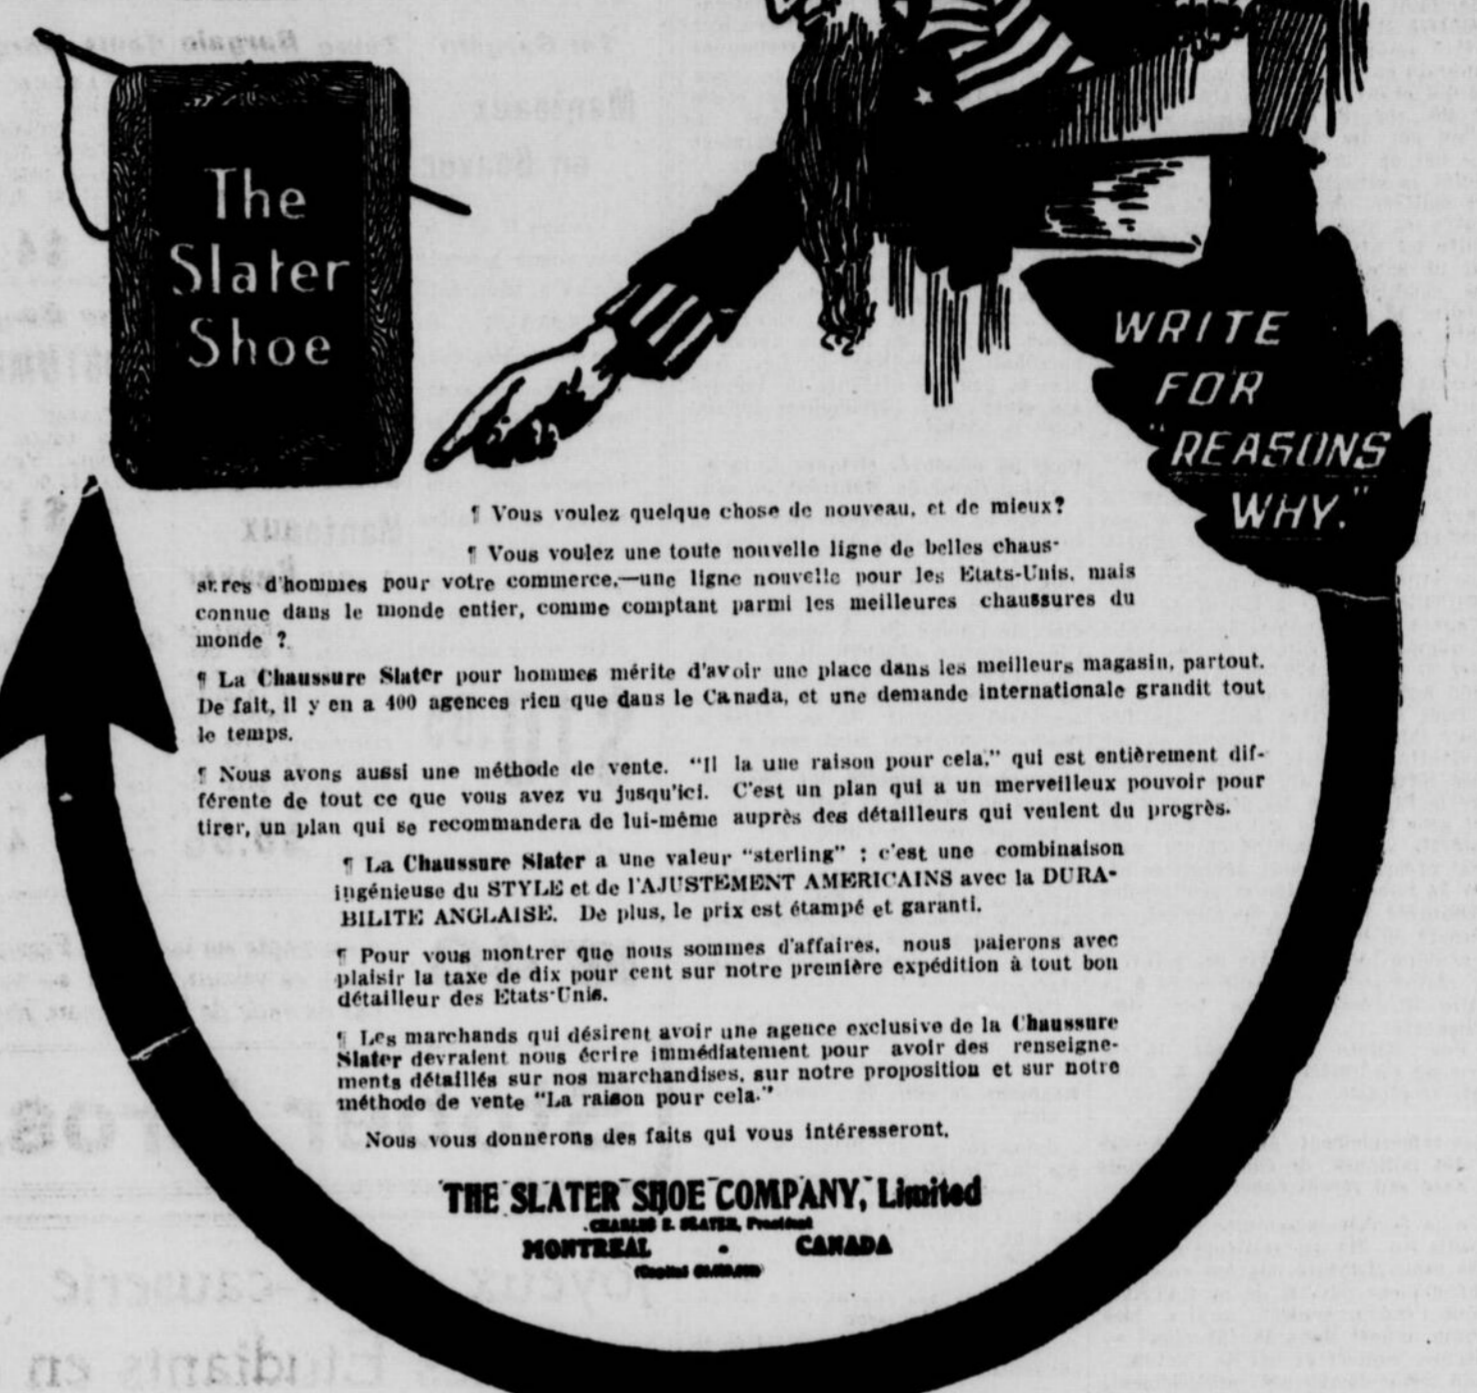 The
Slater
Shoe
WRITE
FOR
"REASONS
WHY."
¶ Vous voulez quelque chose de nouveau, et de mieux?
¶ Vous voulez une toute nouvelle ligne de belles chaus-
sures d'hommes pour votre commerce,—une ligne nouvelle pour les Etats-Unis, mais
connue dans le monde entier, comme comptant parmi les meilleures chaussures du
monde ?
¶ La Chaussure Slater pour hommes mérite d'avoir une place dans les meilleurs magasin, partout.
De fait, il y en a 400 agences rien que dans le Canada, et une demande internationale grandit tout
le temps.
¶ Nous avons aussi une méthode de vente. "Il la une raison pour cela," qui est entièrement dif-
férente de tout ce que vous avez vu jusqu'ici. C'est un plan qui a un merveilleux pouvoir pour
tirer, un plan qui se recommandera de lui-même auprès des détailleurs qui veulent du progrès.
¶ La Chaussure Slater a une valeur "sterling" ; c'est une combinaison
ingénieuse du STYLE et de l'AJUSTEMENT AMERICAINS avec la DURA-
BILITE ANGLAISE. De plus, le prix est étampé et garanti.
¶ Pour vous montrer que nous sommes d'affaires, nous paierons avec
plaisir la taxe de dix pour cent sur notre première expédition à tout bon
détailleur des Etats-Unis.
¶ Les marchands qui désirent avoir une agence exclusive de la Chaussure
Slater devraient nous écrire immédiatement pour avoir des renseigne-
ments détaillés sur nos marchandises, sur notre proposition et sur notre
méthode de vente "La raison pour cela."
Nous vous donnerons des faits qui vous intéresseront.
THE SLATER SHOE COMPANY, Limited
CHARLES E. SLATER, President
MONTREAL - CANADA
(Capital